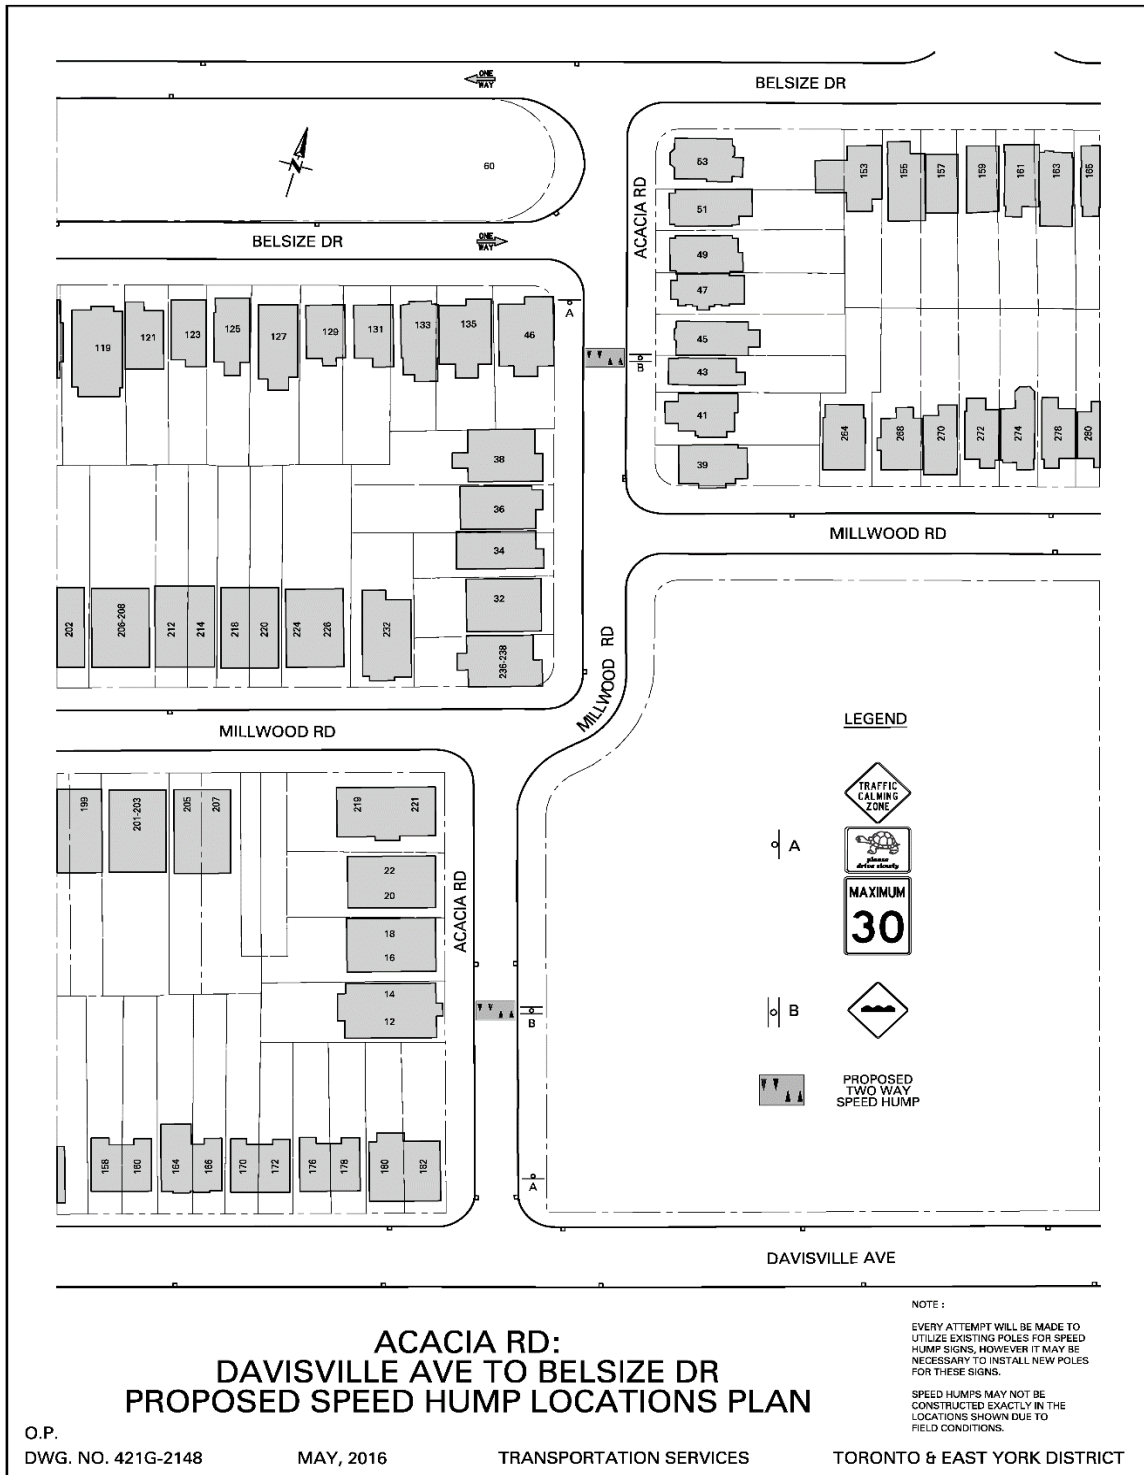 ONE
WAY
BELSIZE DR
N
60
BELSIZE DR
ONE
WAY
ACACIA RD
53
51
49
47
45
43
41
39
153
155
157
159
161
163
165
119
121
123
125
127
129
131
133
135
46
A
B
38
36
34
32
236-238
264
268
270
272
274
278
280
MILLWOOD RD
202
206-208
212
214
218
220
224
226
232
MILLWOOD RD
MILLWOOD RD
199
201-203
205
207
219
221
22
20
18
16
14
12
ACACIA RD
B
A
158
160
164
166
170
172
176
178
180
182
LEGEND
TRAFFIC
CALMING
ZONE
A
please
drive slowly
MAXIMUM
30
B
PROPOSED
TWO WAY
SPEED HUMP
DAVISVILLE AVE
ACACIA RD:
DAVISVILLE AVE TO BELSIZE DR
PROPOSED SPEED HUMP LOCATIONS PLAN
NOTE :
EVERY ATTEMPT WILL BE MADE TO
UTILIZE EXISTING POLES FOR SPEED
HUMP SIGNS, HOWEVER IT MAY BE
NECESSARY TO INSTALL NEW POLES
FOR THESE SIGNS.
SPEED HUMPS MAY NOT BE
CONSTRUCTED EXACTLY IN THE
LOCATIONS SHOWN DUE TO
FIELD CONDITIONS.
O.P.
DWG. NO. 421G-2148 MAY, 2016 TRANSPORTATION SERVICES TORONTO & EAST YORK DISTRICT